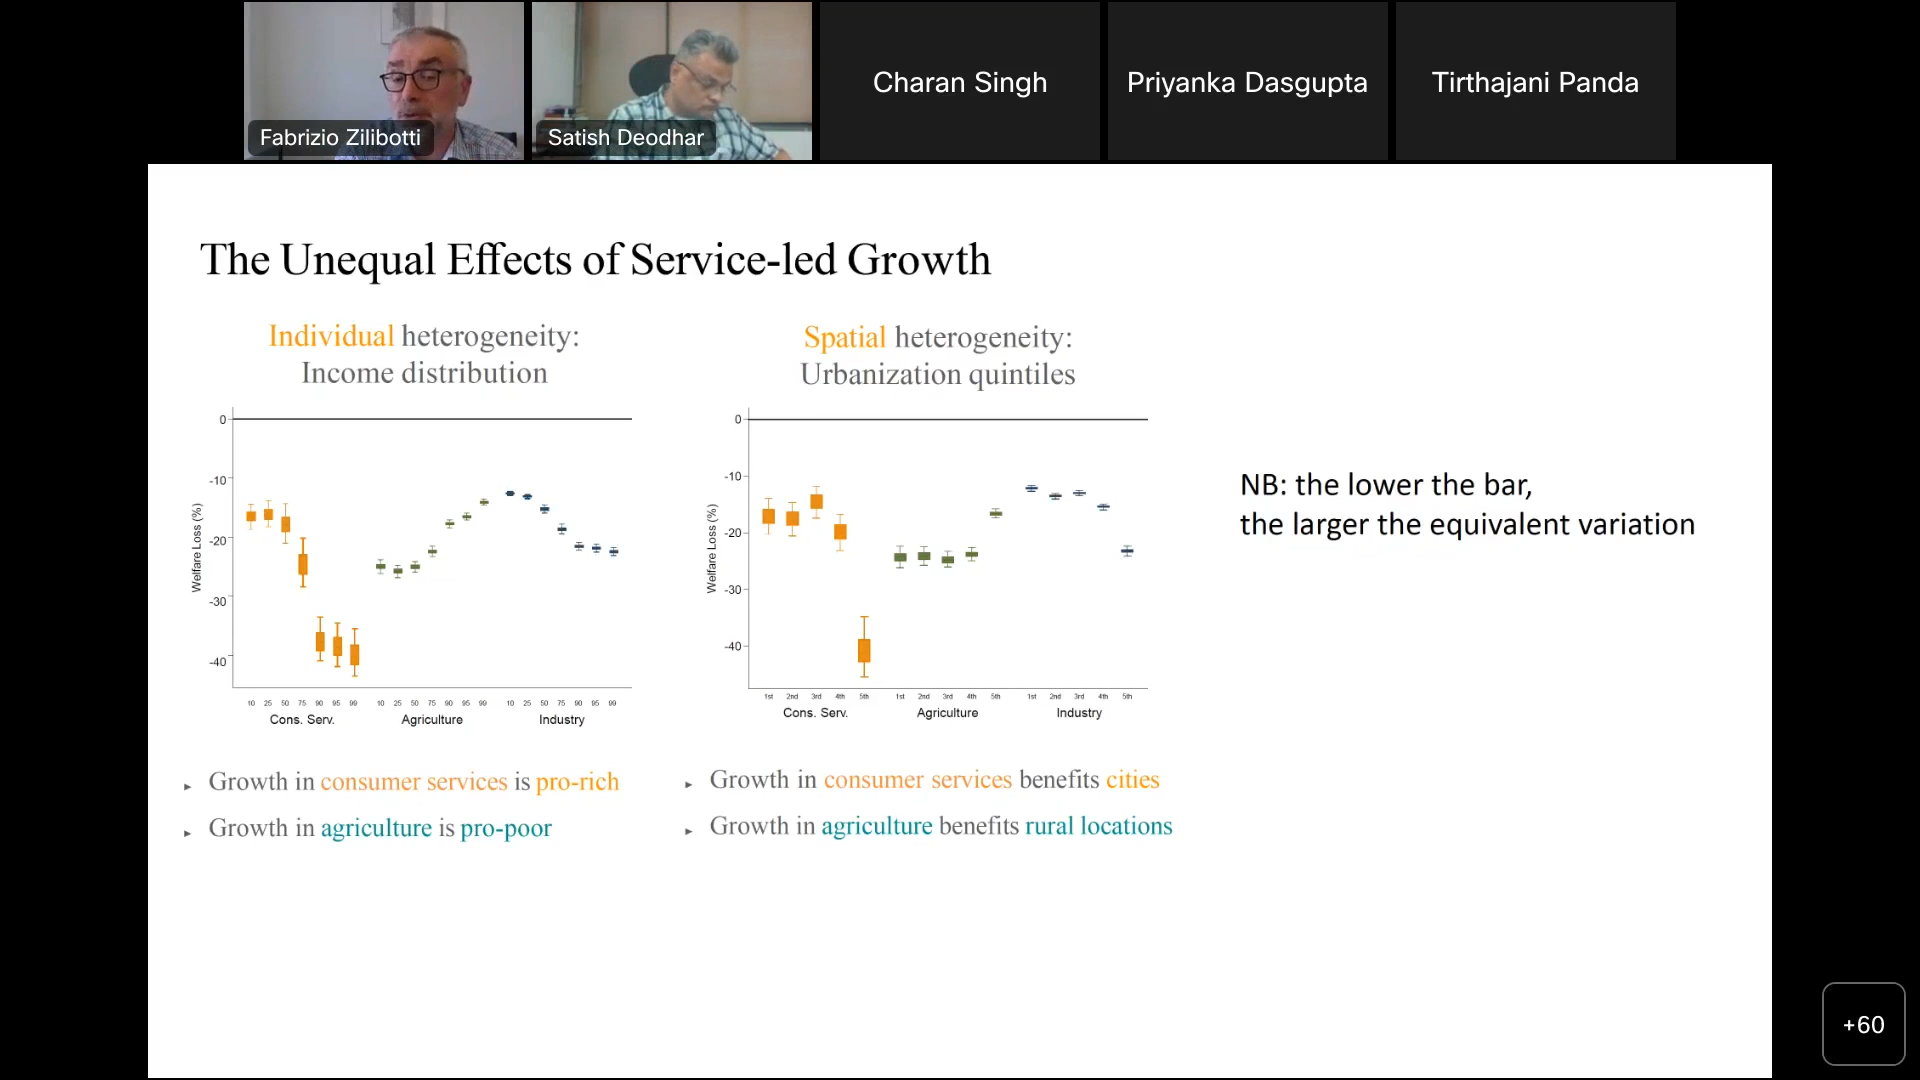 Fabrizio Zilibotti
Satish Deodhar
Charan Singh
Priyanka Dasgupta
Tirthajani Panda
The Unequal Effects of Service-led Growth
Individual heterogeneity:
Income distribution
Welfare Loss (%)
0
-10
-20
-30
-40
10 25 50 75 90 95 99 10 25 50 75 90 95 99 10 25 50 75 90 95 99
Cons. Serv. Agriculture Industry
▸ Growth in consumer services is pro-rich
▸ Growth in agriculture is pro-poor
Spatial heterogeneity:
Urbanization quintiles
Welfare Loss (%)
0
-10
-20
-30
-40
1st 2nd 3rd 4th 5th 1st 2nd 3rd 4th 5th 1st 2nd 3rd 4th 5th
Cons. Serv. Agriculture Industry
▸ Growth in consumer services benefits cities
▸ Growth in agriculture benefits rural locations
NB: the lower the bar,
the larger the equivalent variation
+60